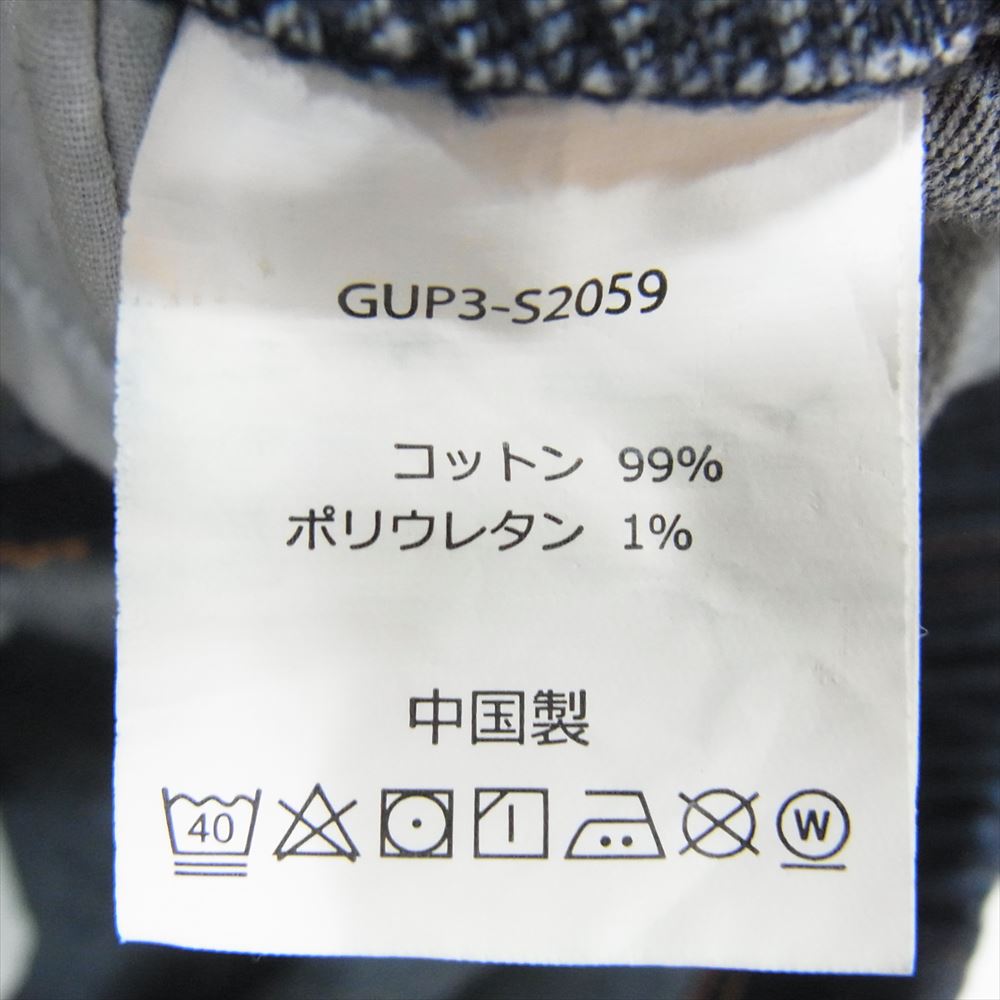 GUP3-S2059
コットン 99%
ポリウレタン 1%
中国製
40 W